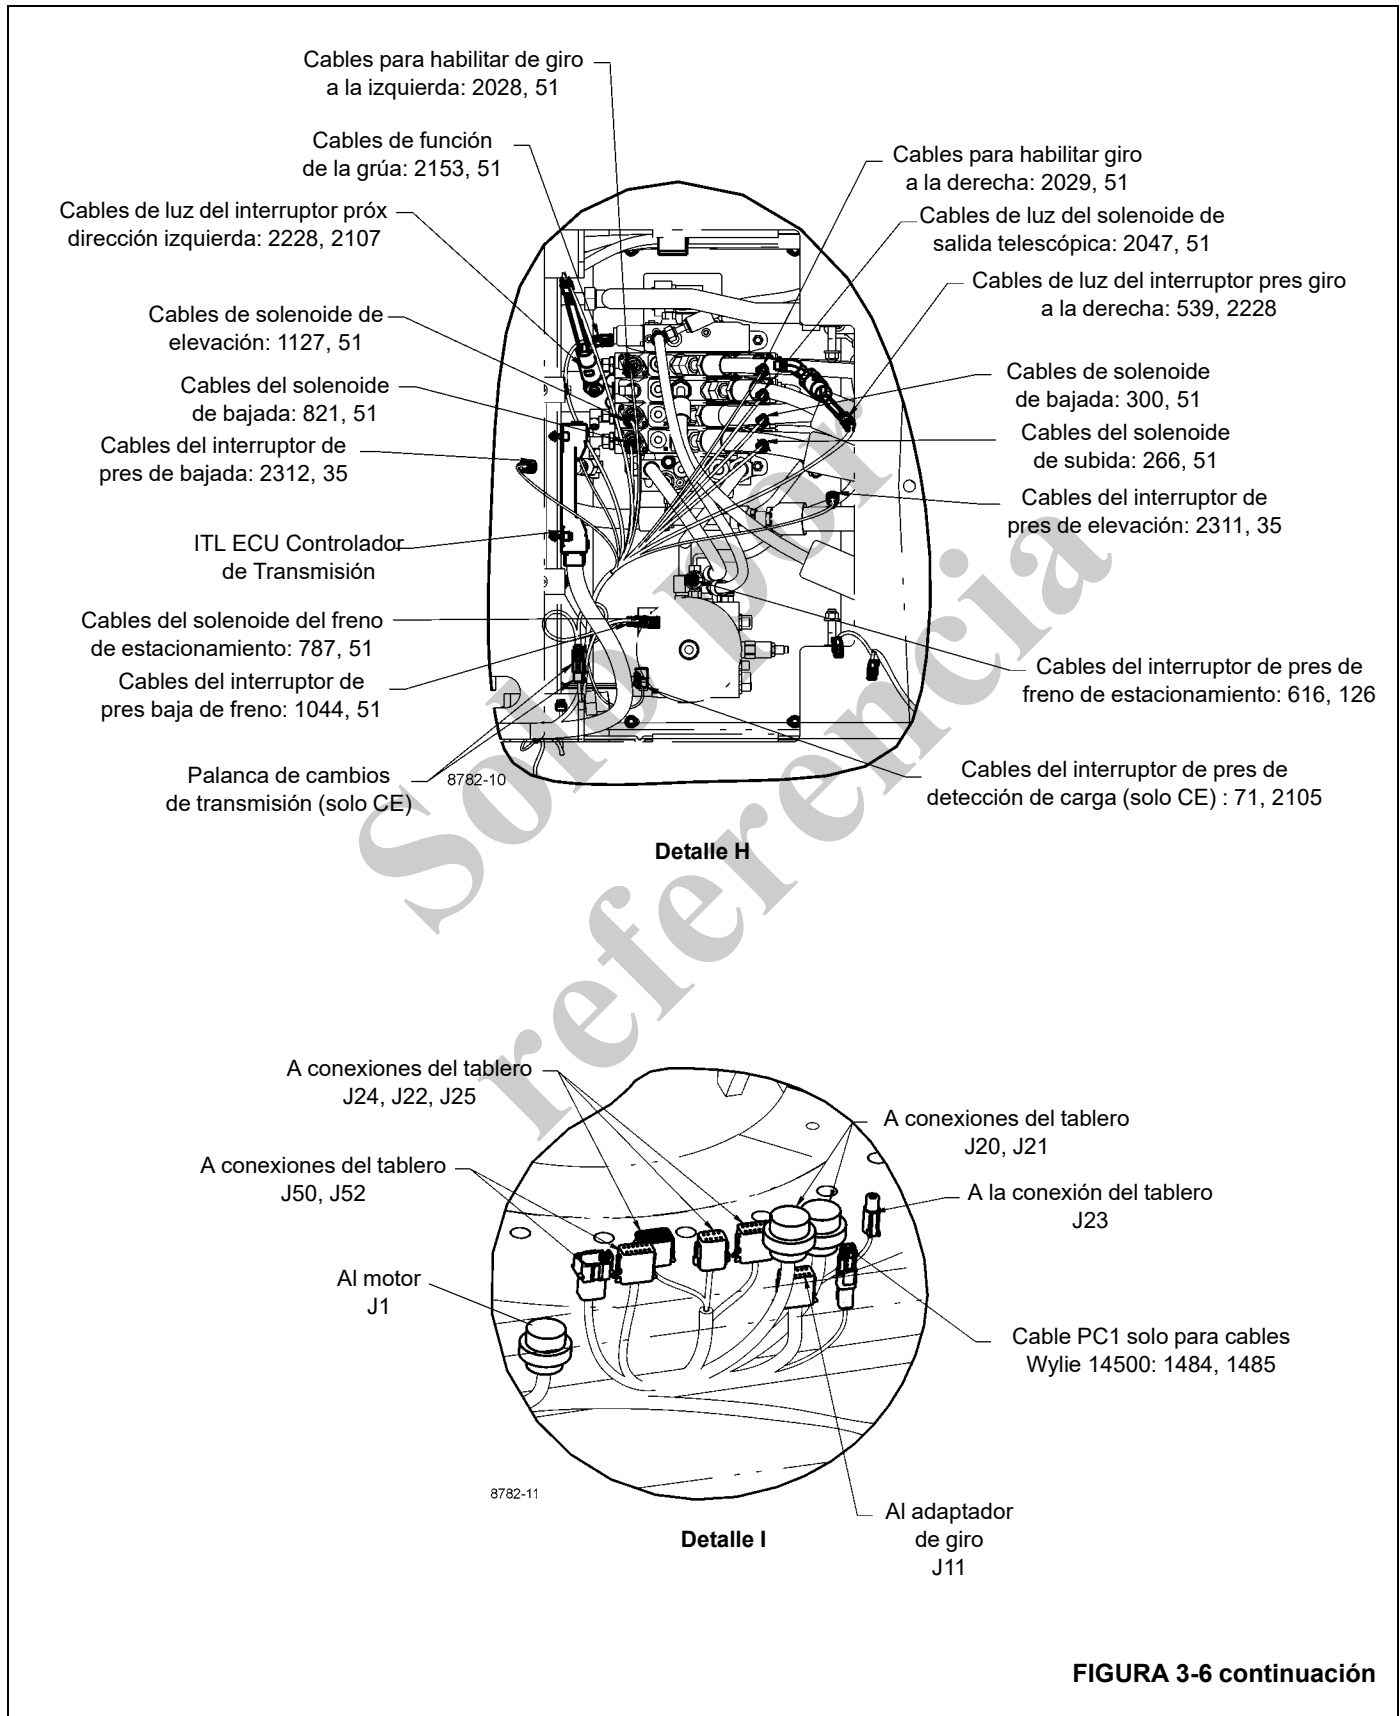 Cables para habilitar de giro
a la izquierda: 2028, 51
Cables de función
de la grúa: 2153, 51
Cables de luz del interruptor próx
dirección izquierda: 2228, 2107
Cables de solenoide de
elevación: 1127, 51
Cables del solenoide
de bajada: 821, 51
Cables del interruptor de
pres de bajada: 2312, 35
ITL ECU Controlador
de Transmisión
Cables del solenoide del freno
de estacionamiento: 787, 51
Cables del interruptor de
pres baja de freno: 1044, 51
Palanca de cambios
de transmisión (solo CE)
8782-10
Cables para habilitar giro
a la derecha: 2029, 51
Cables de luz del solenoide de
salida telescópica: 2047, 51
Cables de luz del interruptor pres giro
a la derecha: 539, 2228
Cables de solenoide
de bajada: 300, 51
Cables del solenoide
de subida: 266, 51
Cables del interruptor de
pres de elevación: 2311, 35
Cables del interruptor de pres de
freno de estacionamiento: 616, 126
Cables del interruptor de pres de
detección de carga (solo CE) : 71, 2105
Detalle H
Solo por
referencia
A conexiones del tablero
J24, J22, J25
A conexiones del tablero
J50, J52
Al motor
J1
A conexiones del tablero
J20, J21
A la conexión del tablero
J23
Cable PC1 solo para cables
Wylie 14500: 1484, 1485
Al adaptador
de giro
J11
8782-11
Detalle I
FIGURA 3-6 continuación